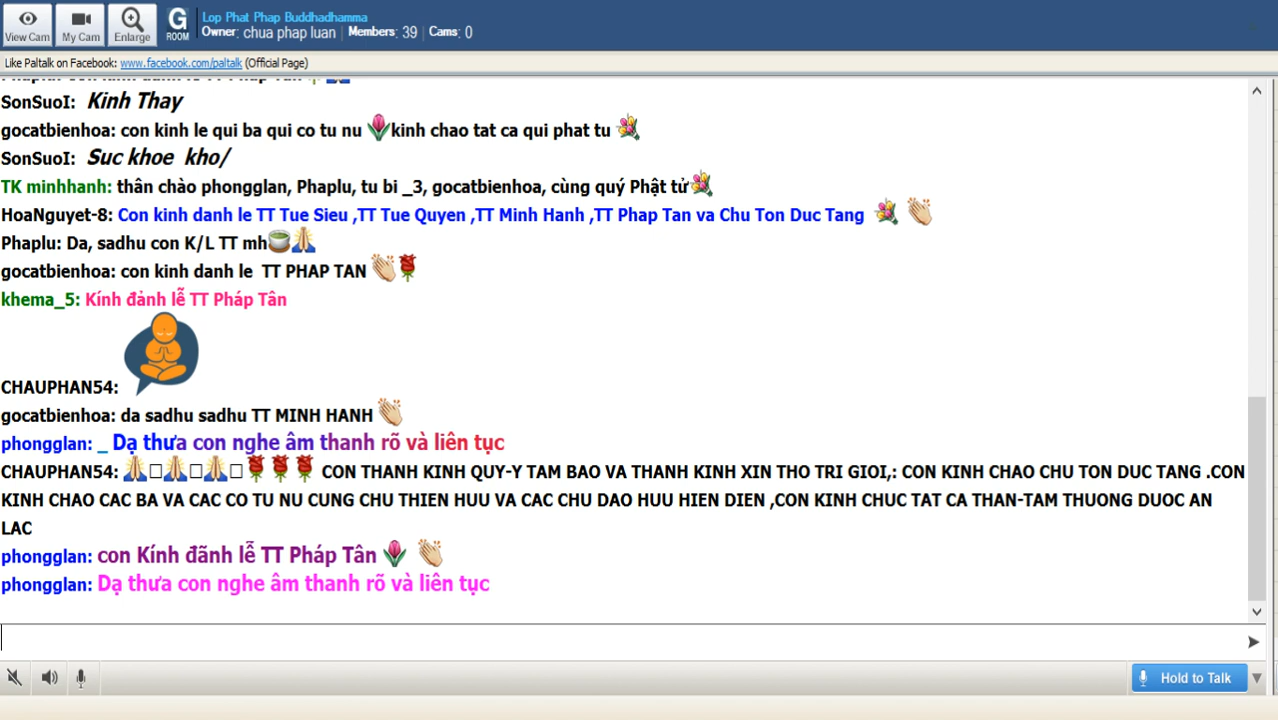 Lop Phat Phap Buddhadhamma
View Cam My Cam Enlarge G ROOM Owner: chua phap luan | Members: 39 | Cams: 0
Like Paltalk on Facebook: www.facebook.com/paltalk (Official Page)
SonSuoI: Kinh Thay
gocatbienhoa: con kinh le qui ba qui co tu nu kinh chao tat ca qui phat tu
SonSuoI: Suc khoe kho/
TK minhhanh: thân chào phongglan, Phaplu, tu bi _3, gocatbienhoa, cùng quý Phật tử
HoaNguyet-8: Con kinh danh le TT Tue Sieu ,TT Tue Quyen ,TT Minh Hanh ,TT Phap Tan va Chu Ton Duc Tang
Phaplu: Da, sadhu con K/L TT mh
gocatbienhoa: con kinh danh le TT PHAP TAN
khema_5: Kính đảnh lễ TT Pháp Tân
CHAUPHAN54:
gocatbienhoa: da sadhu sadhu TT MINH HANH
phongglan: _ Dạ thưa con nghe âm thanh rõ và liên tục
CHAUPHAN54: CON THANH KINH QUY-Y TAM BAO VA THANH KINH XIN THO TRI GIOI,: CON KINH CHAO CHU TON DUC TANG .CON
KINH CHAO CAC BA VA CAC CO TU NU CUNG CHU THIEN HUU VA CAC CHU DAO HUU HIEN DIEN ,CON KINH CHUC TAT CA THAN-TAM THUONG DUOC AN
LAC
phongglan: con Kính đãnh lễ TT Pháp Tân
phongglan: Dạ thưa con nghe âm thanh rõ và liên tục
Hold to Talk